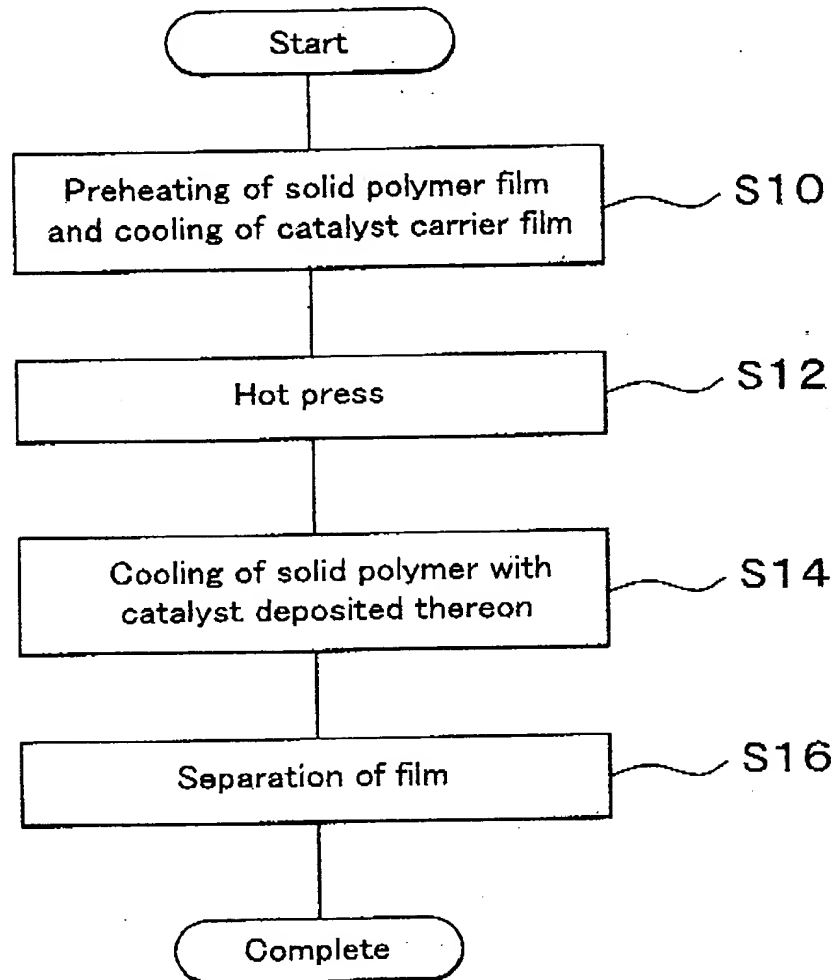 Start
Preheating of solid polymer film
and cooling of catalyst carrier film
S10
Hot press
S12
Cooling of solid polymer with
catalyst deposited thereon
S14
Separation of film
S16
Complete